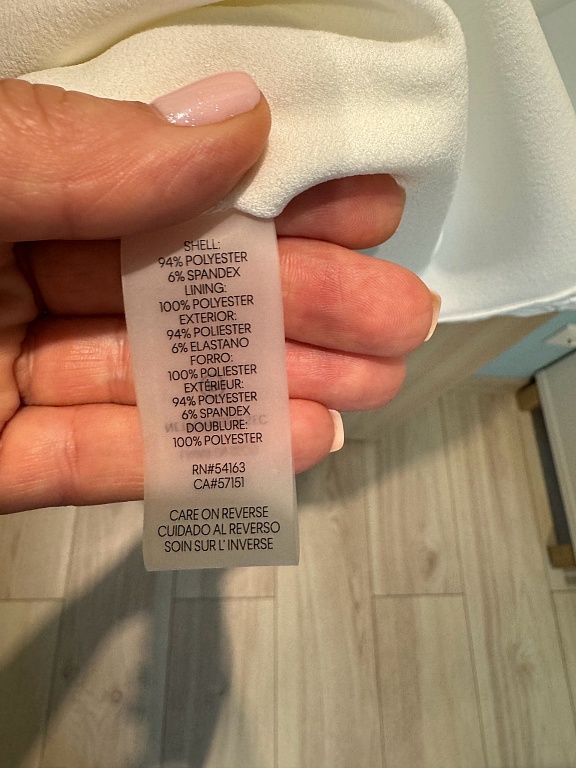 SHELL:
94% POLYESTER
6% SPANDEX
LINING:
100% POLYESTER
EXTERIOR:
94% POLIESTER
6% ELASTANO
FORRO:
100% POLIESTER
EXTÉRIEUR:
94% POLYESTER
6% SPANDEX
DOUBLURE:
100% POLYESTER
RN#54163
CA#57151
CARE ON REVERSE
CUIDADO AL REVERSO
SOIN SUR L' INVERSE